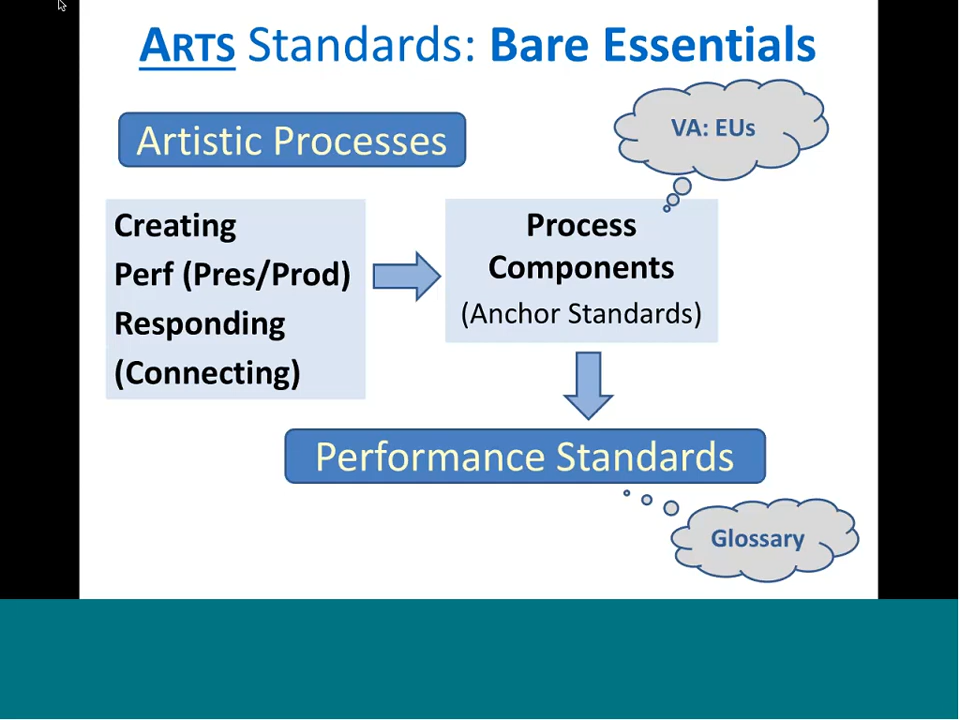 ARTS Standards: Bare Essentials
VA: EUs
Artistic Processes
Creating
Perf (Pres/Prod)
Responding
(Connecting)
Process
Components
(Anchor Standards)
Performance Standards
Glossary